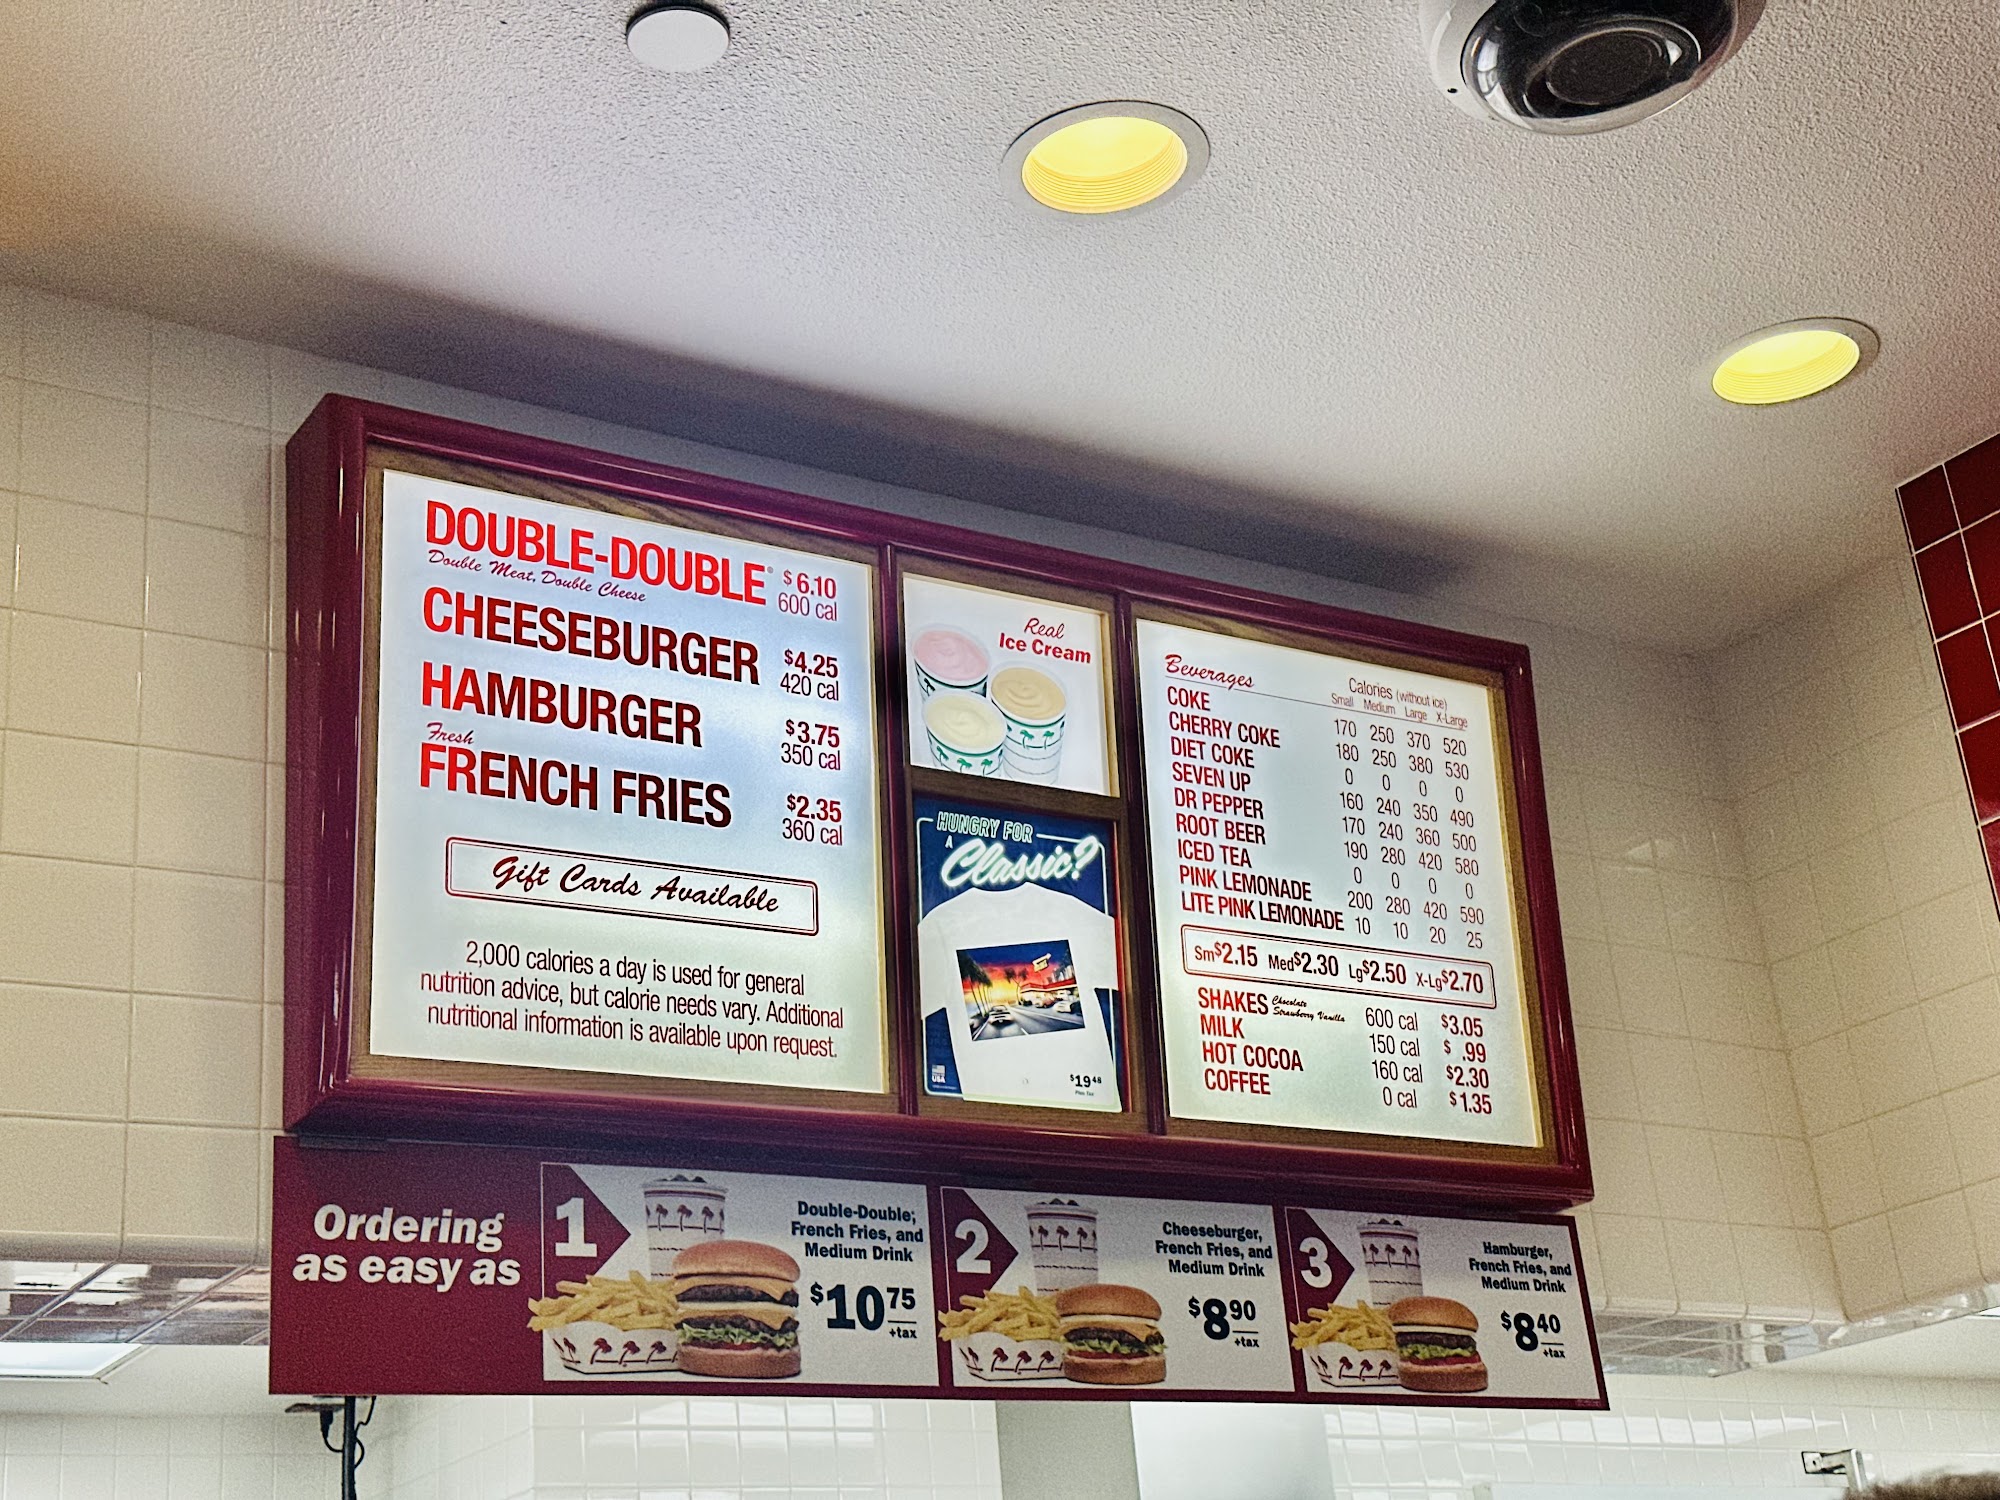 DOUBLE-DOUBLE® $6.10
Double Meat, Double Cheese 600 cal
CHEESEBURGER $4.25
420 cal
HAMBURGER $3.75
350 cal
Fresh
FRENCH FRIES $2.35
360 cal
Gift Cards Available
2,000 calories a day is used for general
nutrition advice, but calorie needs vary. Additional
nutritional information is available upon request.
Real
Ice Cream
HUNGRY FOR
A
Classic?
USA
$19 48
Plus Tax
Beverages Calories (without ice)
Small Medium Large X-Large
COKE 170 250 370 520
CHERRY COKE 180 250 380 530
DIET COKE 0 0 0 0
SEVEN UP 160 240 350 490
DR PEPPER 170 240 360 500
ROOT BEER 190 280 420 580
ICED TEA 0 0 0 0
PINK LEMONADE 200 280 420 590
LITE PINK LEMONADE 10 10 20 25
Sm$2.15 Med$2.30 Lg$2.50 X-Lg$2.70
SHAKES Chocolate Strawberry Vanilla 600 cal $3.05
MILK 150 cal $ .99
HOT COCOA 160 cal $2.30
COFFEE 0 cal $1.35
Ordering
as easy as
1
Double-Double,
French Fries, and
Medium Drink
$10 75
+tax
2
Cheeseburger,
French Fries, and
Medium Drink
$8 90
+tax
3
Hamburger,
French Fries, and
Medium Drink
$8 40
+tax